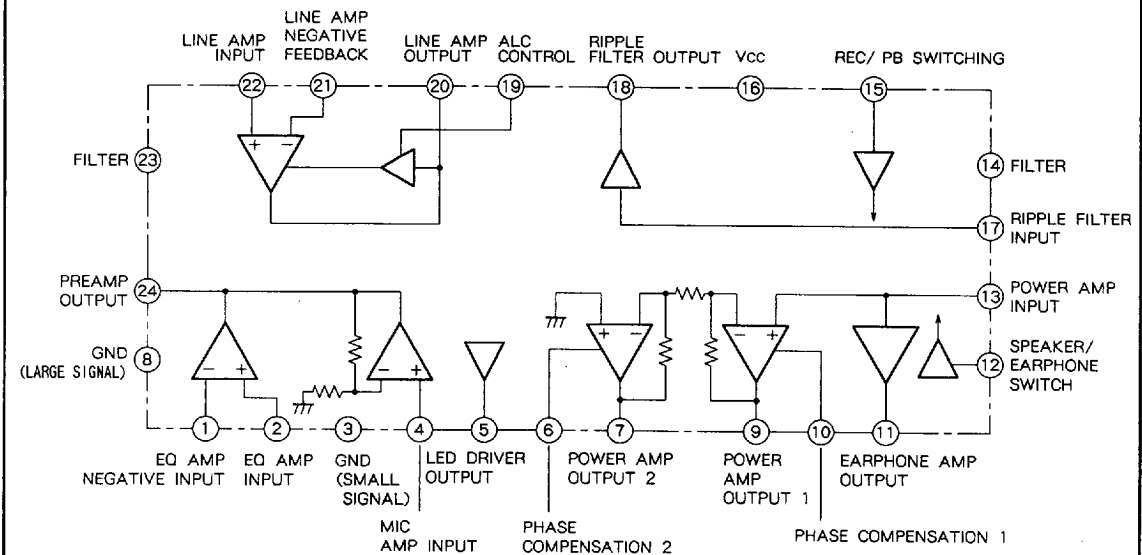 LINE AMP INPUT
LINE AMP NEGATIVE FEEDBACK
LINE AMP OUTPUT
ALC CONTROL
RIPPLE FILTER OUTPUT
Vcc
REC/ PB SWITCHING
22
21
20
19
18
16
15
+
−
FILTER 23
14 FILTER
17 RIPPLE FILTER INPUT
PREAMP OUTPUT 24
13 POWER AMP INPUT
GND (LARGE SIGNAL) 8
12 SPEAKER/ EARPHONE SWITCH
−
+
−
+
+
−
−
+
1
2
3
4
5
6
7
9
10
11
EQ AMP NEGATIVE INPUT
EQ AMP INPUT
GND (SMALL SIGNAL)
LED DRIVER OUTPUT
POWER AMP OUTPUT 2
POWER AMP OUTPUT 1
EARPHONE AMP OUTPUT
MIC AMP INPUT
PHASE COMPENSATION 2
PHASE COMPENSATION 1